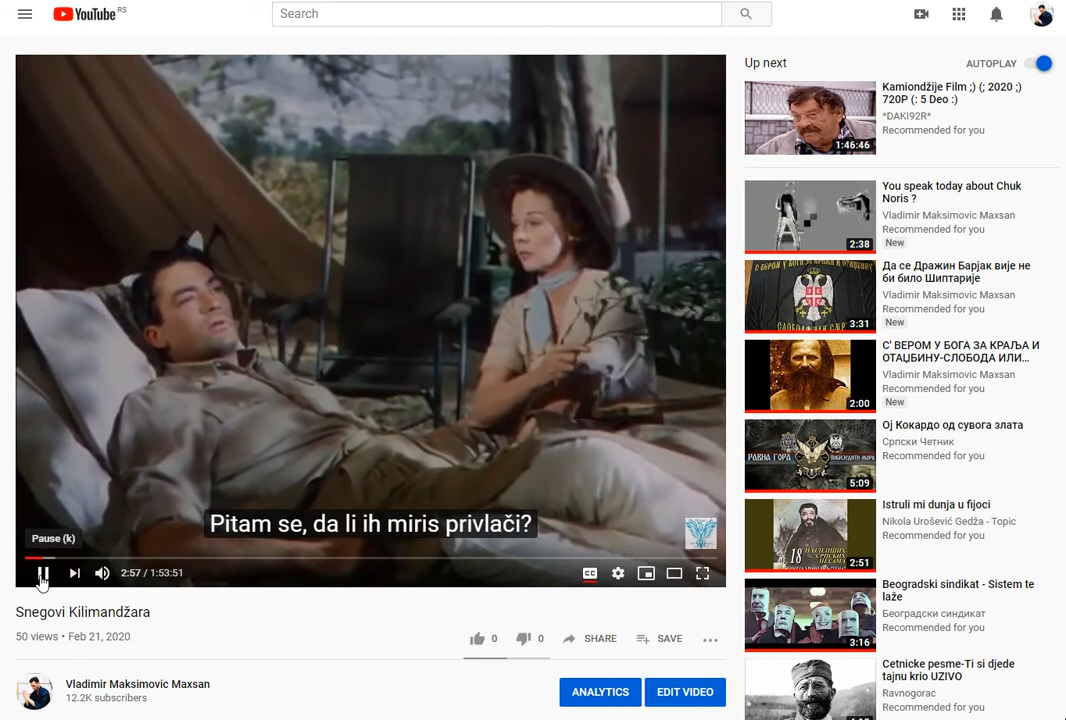 YouTube RS
Search
Pitam se, da li ih miris privlači?
Pause (k)
2:57 / 1:53:51
CC
Snegovi Kilimandžara
50 views • Feb 21, 2020
0
0
SHARE
SAVE
Vladimir Maksimovic Maxsan
12.2K subscribers
ANALYTICS
EDIT VIDEO
Up next
AUTOPLAY
1:46:46
Kamiondžije Film ;) (; 2020 ;)
720P (: 5 Deo :)
*DAKI92R*
Recommended for you
2:38
You speak today about Chuk
Noris ?
Vladimir Maksimovic Maxsan
Recommended for you
New
3:31
Да се Дражин Барјак вије не
би било Шиптарије
Vladimir Maksimovic Maxsan
Recommended for you
New
2:00
С' ВЕРОМ У БОГА ЗА КРАЉА И
ОТАЏБИНУ-СЛОБОДА ИЛИ...
Vladimir Maksimovic Maxsan
Recommended for you
New
РАВНА ГОРА
5:09
Ој Кокардо од сувога злата
Српски Четник
Recommended for you
18
2:51
Istruli mi dunja u fijoci
Nikola Urošević Gedža - Topic
Recommended for you
3:16
Beogradski sindikat - Sistem te
laže
Београдски синдикат
Recommended for you
Cetnicke pesme-Ti si djede
tajnu krio UZIVO
Ravnogorac
Recommended for you